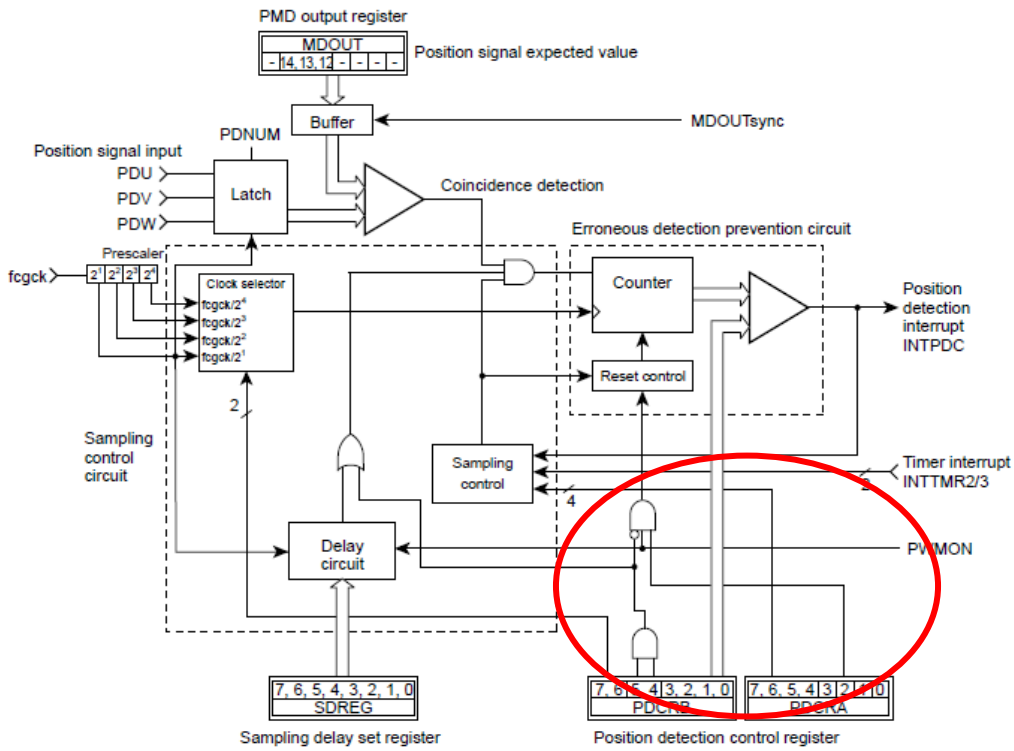 PMD output register
MDOUT
- 14, 13, 12 - - - -
Position signal expected value
Buffer
MDOUTsync
PDNUM
Position signal input
PDU
PDV
PDW
Latch
Coincidence detection
Erroneous detection prevention circuit
Prescaler
fcgck
2¹ 2² 2³ 2⁴
Clock selector
fcgck/2⁴
fcgck/2³
fcgck/2²
fcgck/2¹
Counter
Position
detection
interrupt
INTPDC
Reset control
2
Sampling
control
circuit
Sampling
control
Timer interrupt
INTTMR2/3
2
4
Delay
circuit
PWMON
7, 6, 5, 4, 3, 2, 1, 0
SDREG
Sampling delay set register
7, 6 5, 4 3, 2, 1, 0
PDCRB
7, 6, 5, 4 3 2 1 0
PDCRA
Position detection control register